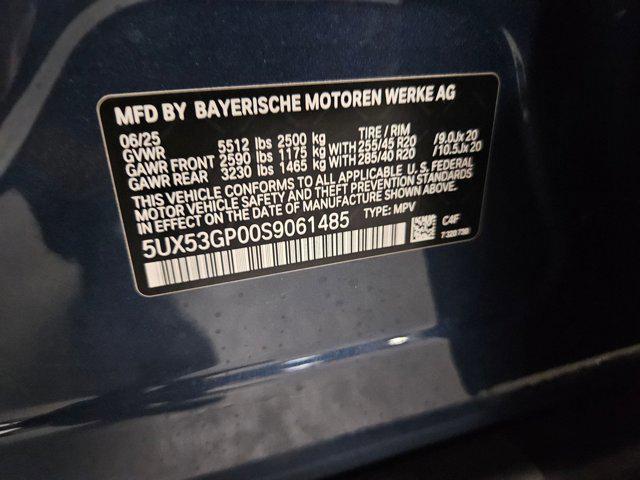 MFD BY BAYERISCHE MOTOREN WERKE AG
06/25 TIRE / RIM
GVWR 5512 lbs 2500 kg
GAWR FRONT 2590 lbs 1175 kg WITH 255/45 R20 /9.0Jx20
GAWR REAR 3230 lbs 1465 kg WITH 285/40 R20 /10.5Jx20
THIS VEHICLE CONFORMS TO ALL APPLICABLE U.S. FEDERAL
MOTOR VEHICLE SAFETY AND THEFT PREVENTION STANDARDS
IN EFFECT ON THE DATE OF MANUFACTURE SHOWN ABOVE.
5UX53GP00S9061485 TYPE: MPV
C4F
7320738